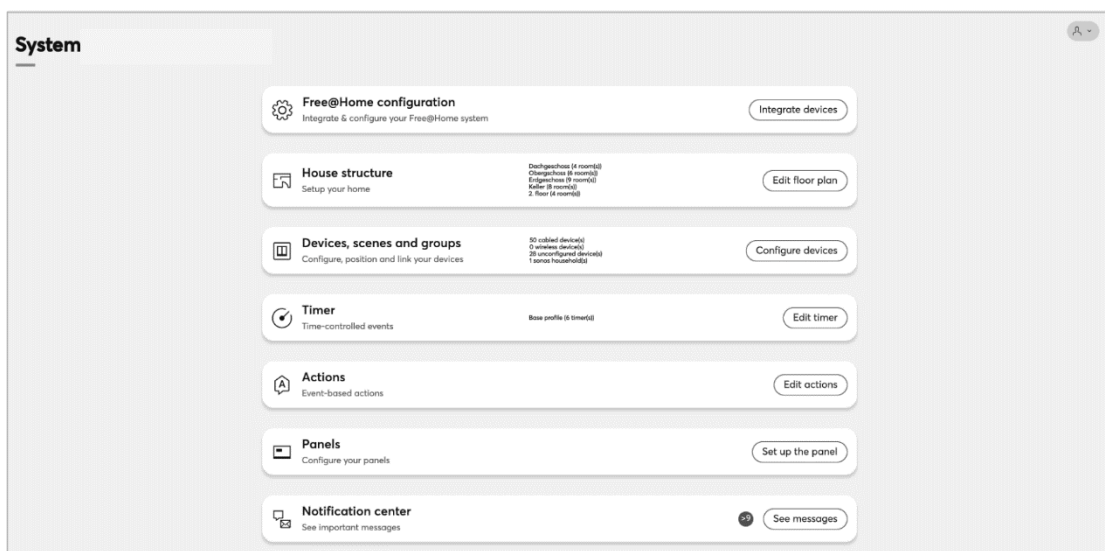 System
Free@Home configuration
Integrate & configure your Free@Home system
Integrate devices
House structure
Setup your home
Dachgeschoss (4 room(s))
Obergschoss (6 room(s))
Erdgeschoss (9 room(s))
Keller (8 room(s))
2. floor (4 room(s))
Edit floor plan
Devices, scenes and groups
Configure, position and link your devices
50 cabled device(s)
0 wireless device(s)
28 unconfigured device(s)
1 sonos household(s)
Configure devices
Timer
Time-controlled events
Base profile (6 timer(s))
Edit timer
Actions
Event-based actions
Edit actions
Panels
Configure your panels
Set up the panel
Notification center
See important messages
>9
See messages